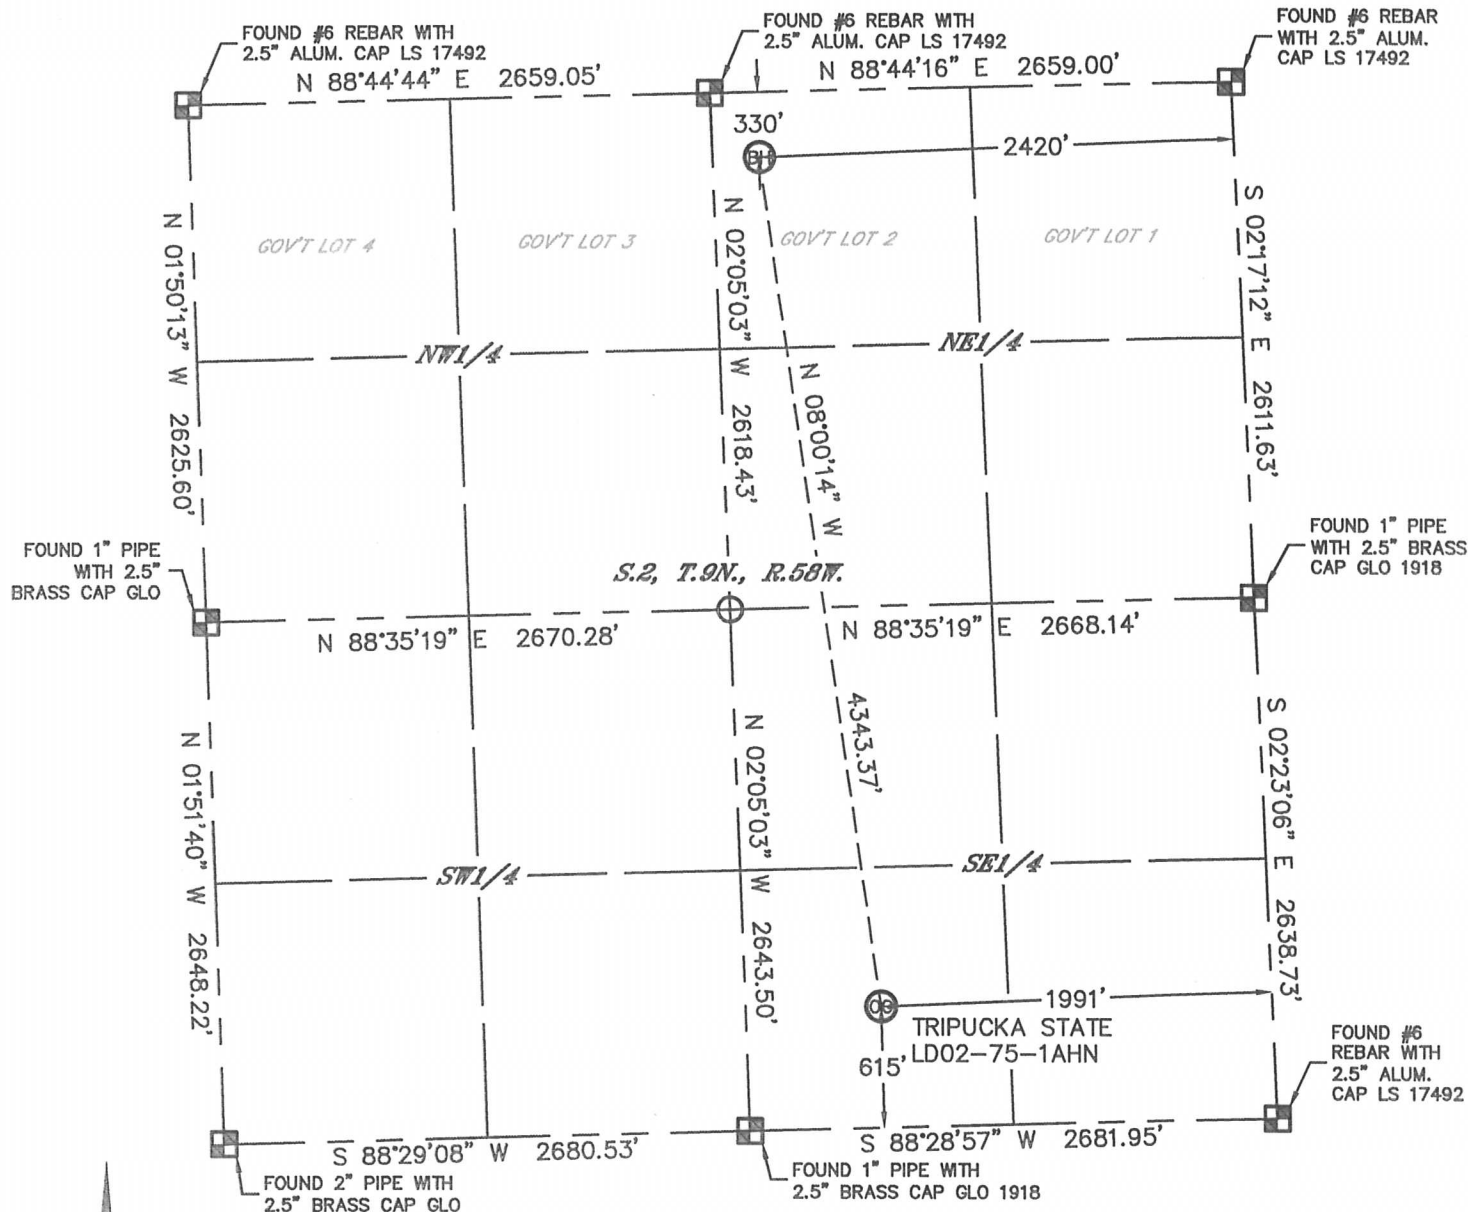 FOUND #6 REBAR WITH
2.5" ALUM. CAP LS 17492
FOUND #6 REBAR WITH
2.5" ALUM. CAP LS 17492
FOUND #6 REBAR
WITH 2.5" ALUM.
CAP LS 17492
N 88°44'44" E 2659.05'
N 88°44'16" E 2659.00'
330'
BH
2420'
GOV'T LOT 4
GOV'T LOT 3
GOV'T LOT 2
GOV'T LOT 1
N 01°50'13" W 2625.60'
N 02°05'03" W 2618.43'
N 08°00'14" W 4343.37'
S 02°17'12" E 2611.63'
NW1/4
NE1/4
FOUND 1" PIPE
WITH 2.5"
BRASS CAP GLO
S.2, T.9N., R.58W.
FOUND 1" PIPE
WITH 2.5" BRASS
CAP GLO 1918
N 88°35'19" E 2670.28'
N 88°35'19" E 2668.14'
N 01°51'40" W 2648.22'
N 02°05'03" W 2643.50'
S 02°23'06" E 2638.73'
SW1/4
SE1/4
1991'
TRIPUCKA STATE
LD02-75-1AHN
615'
FOUND #6
REBAR WITH
2.5" ALUM.
CAP LS 17492
S 88°29'08" W 2680.53'
S 88°28'57" W 2681.95'
FOUND 2" PIPE WITH
2.5" BRASS CAP GLO
FOUND 1" PIPE WITH
2.5" BRASS CAP GLO 1918